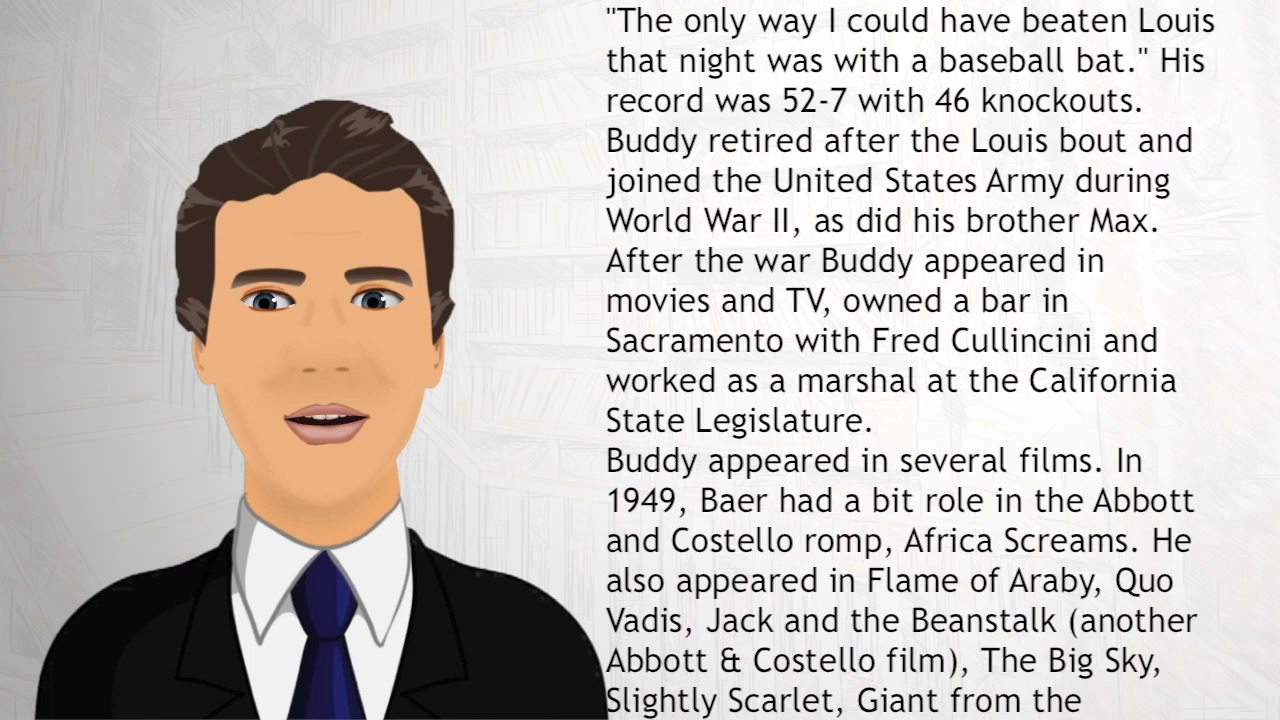 "The only way I could have beaten Louis
that night was with a baseball bat." His
record was 52-7 with 46 knockouts.
Buddy retired after the Louis bout and
joined the United States Army during
World War II, as did his brother Max.
After the war Buddy appeared in
movies and TV, owned a bar in
Sacramento with Fred Cullincini and
worked as a marshal at the California
State Legislature.
Buddy appeared in several films. In
1949, Baer had a bit role in the Abbott
and Costello romp, Africa Screams. He
also appeared in Flame of Araby, Quo
Vadis, Jack and the Beanstalk (another
Abbott & Costello film), The Big Sky,
Slightly Scarlet, Giant from the